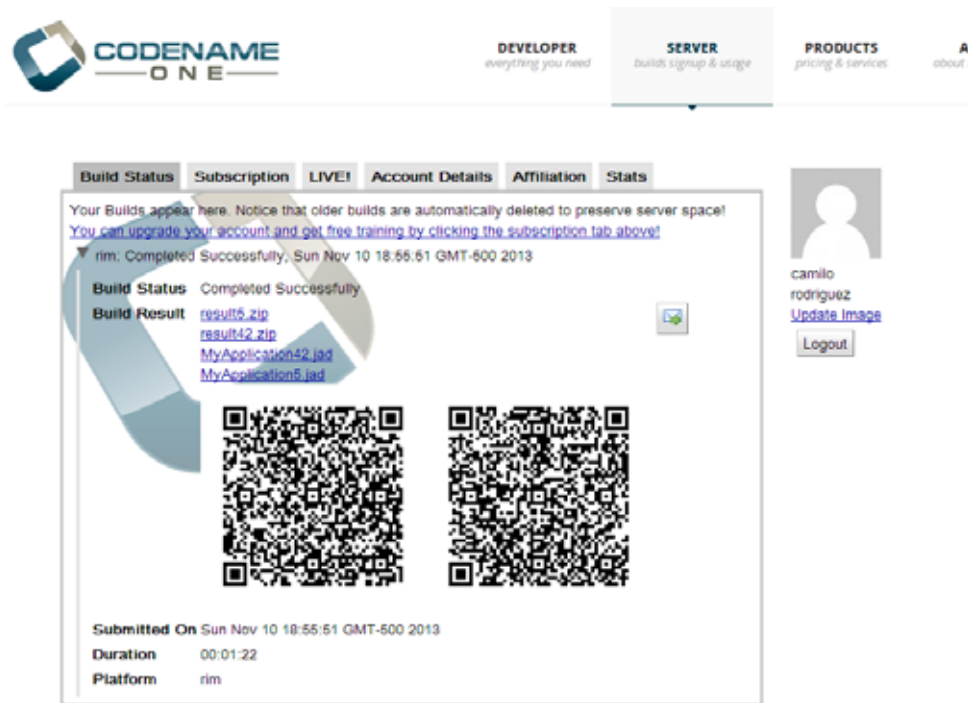 CODENAME
ONE
DEVELOPER
everything you need
SERVER
builds signup & usage
PRODUCTS
pricing & services
A
about
Build Status Subscription LIVE! Account Details Affiliation Stats
Your Builds appear here. Notice that older builds are automatically deleted to preserve server space!
You can upgrade your account and get free training by clicking the subscription tab above!
rim: Completed Successfully, Sun Nov 10 18:55:51 GMT-500 2013
Build Status Completed Successfully
Build Result result5.zip
result42.zip
MyApplication42.jad
MyApplication5.jad
Submitted On Sun Nov 10 18:55:51 GMT-500 2013
Duration 00:01:22
Platform rim
camilo
rodriguez
Update Image
Logout